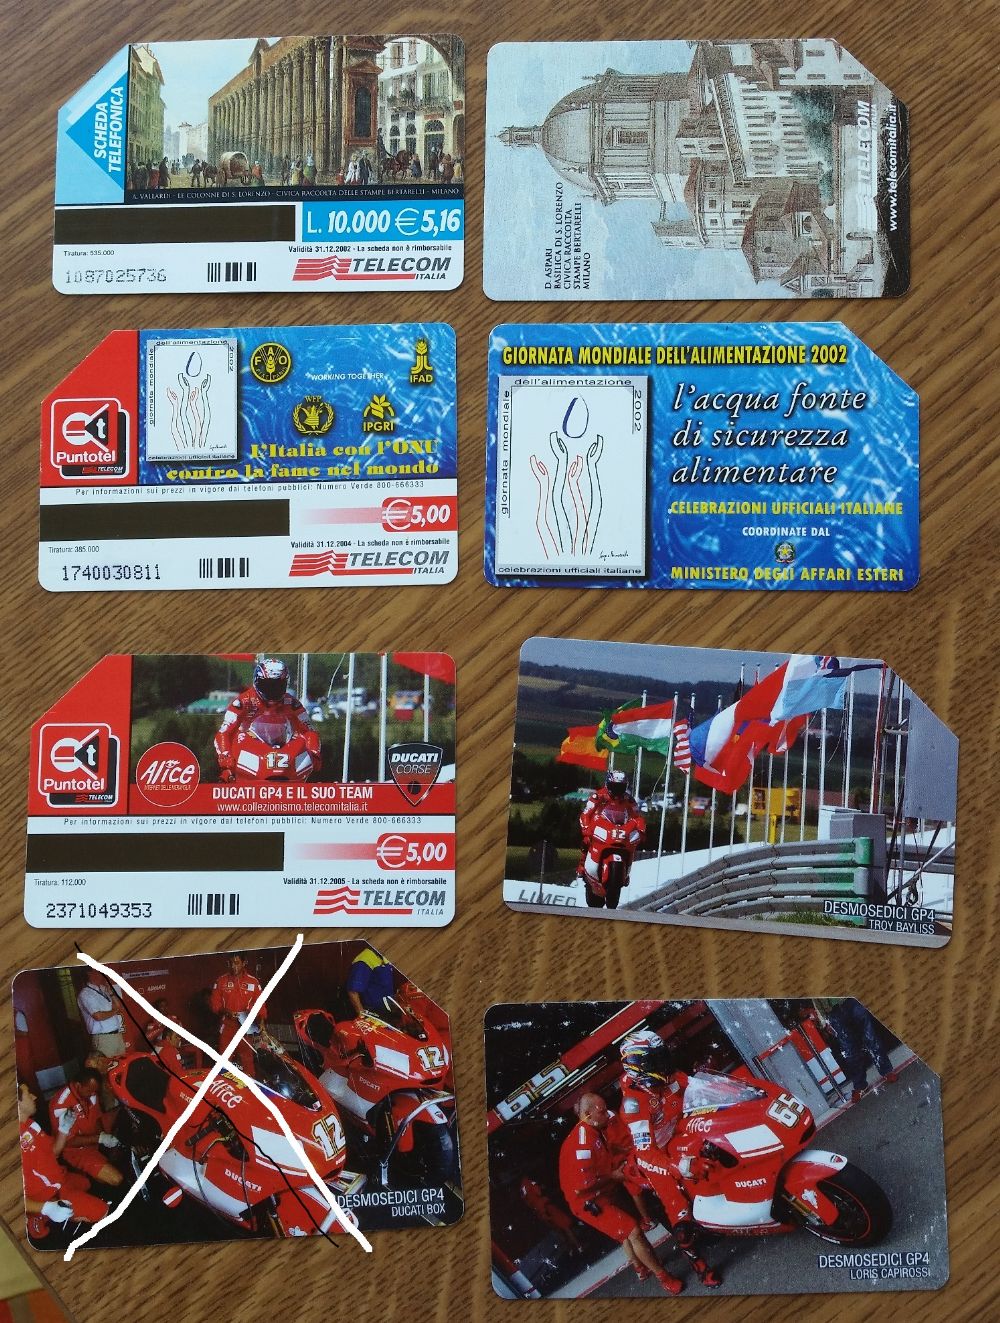 SCHEDA
TELEFONICA
A. VALLARDI - LE COLONNE DI S. LORENZO - CIVICA RACCOLTA DELLE STAMPE BERTARELLI - MILANO
L. 10.000 € 5,16
Tiratura: 535.000
Validità 31.12.2002 - La scheda non è rimborsabile
1087025736
TELECOM
ITALIA
D. ASPARI
BASILICA DI S. LORENZO
CIVICA RACCOLTA
STAMPE BERTARELLI
MILANO
TELECOM
www.telecomitalia.it
Puntotel
TELECOM
dell'alimentazione
giornata mondiale
2002
celebrazioni ufficiali italiane
FAO
WORKING TOGETHER
IFAD
WFP
IPGRI
L'Italia con l'ONU
contro la fame nel mondo
Per informazioni sui prezzi in vigore dai telefoni pubblici: Numero Verde 800-666333
€5,00
Tiratura: 385.000
Validità 31.12.2004 - La scheda non è rimborsabile
1740030811
TELECOM
ITALIA
GIORNATA MONDIALE DELL'ALIMENTAZIONE 2002
dell'alimentazione
giornata mondiale
2002
celebrazioni ufficiali italiane
l'acqua fonte
di sicurezza
alimentare
CELEBRAZIONI UFFICIALI ITALIANE
COORDINATE DAL
MINISTERO DEGLI AFFARI ESTERI
Puntotel
TELECOM
Alice
12
DUCATI
CORSE
DUCATI GP4 E IL SUO TEAM
www.collezionismo.telecomitalia.it
Per informazioni sui prezzi in vigore dai telefoni pubblici: Numero Verde 800-666333
€5,00
Tiratura: 112.000
Validità 31.12.2005 - La scheda non è rimborsabile
2371049353
TELECOM
ITALIA
12
DESMOSEDICI GP4
TROY BAYLISS
Alice
12
DUCATI
12
DUCATI
DESMOSEDICI GP4
DUCATI BOX
65
Alice
65
DUCATI
DESMOSEDICI GP4
LORIS CAPIROSSI